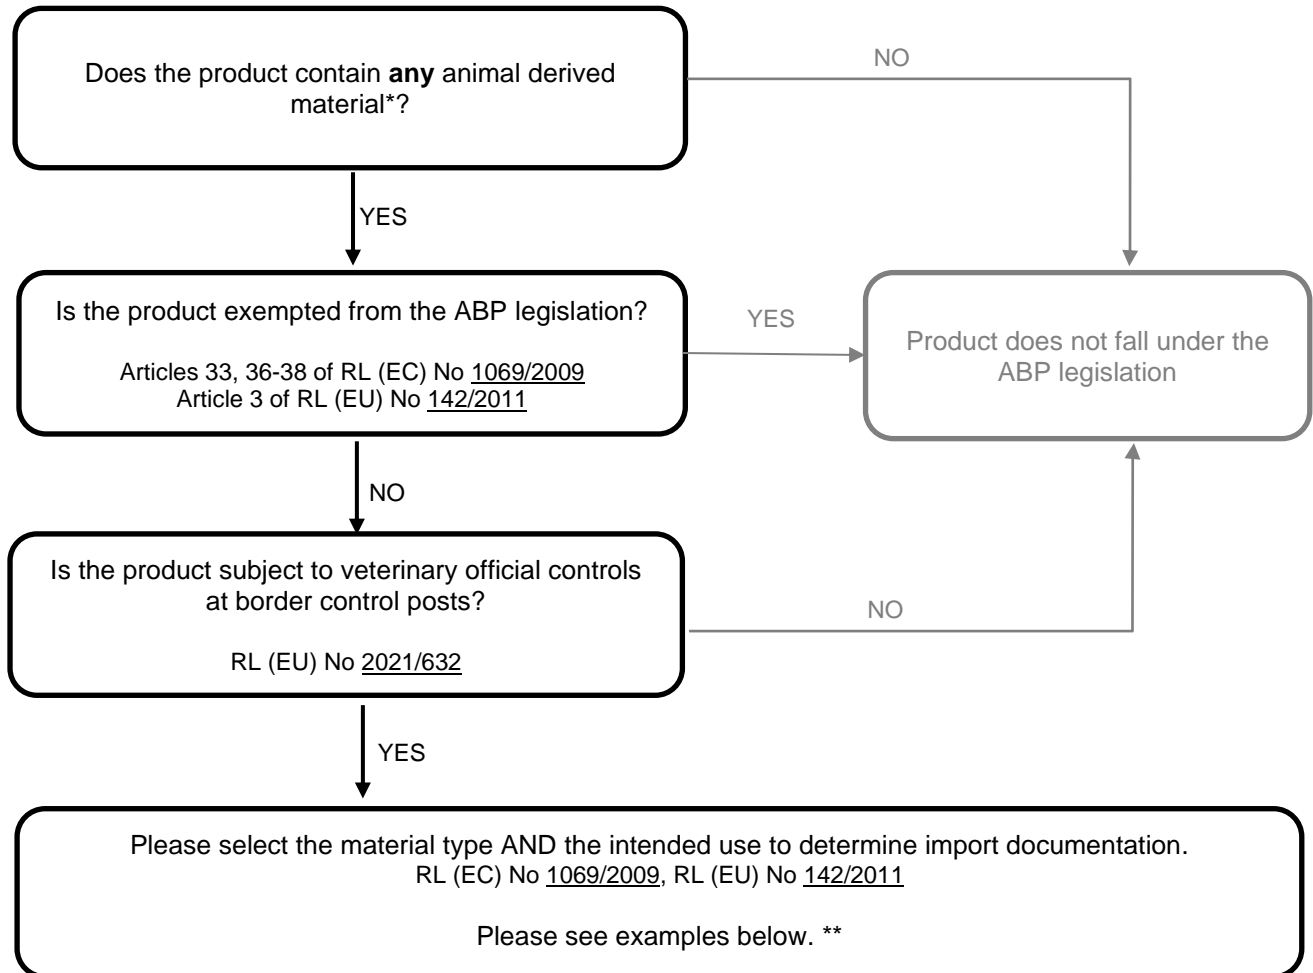 Does the product contain any animal derived
material*?
NO
YES
Is the product exempted from the ABP legislation?
Articles 33, 36-38 of RL (EC) No 1069/2009
Article 3 of RL (EU) No 142/2011
YES
Product does not fall under the
ABP legislation
NO
Is the product subject to veterinary official controls
at border control posts?
RL (EU) No 2021/632
NO
YES
Please select the material type AND the intended use to determine import documentation.
RL (EC) No 1069/2009, RL (EU) No 142/2011
Please see examples below. **